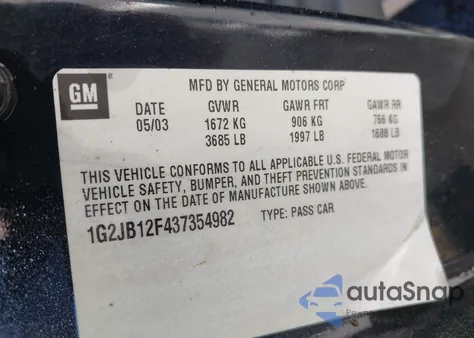 GM
MFD BY GENERAL MOTORS CORP
DATE GVWR GAWR FRT GAWR RR
05/03 1672 KG 906 KG 766 KG
3685 LB 1997 LB 1688 LB
THIS VEHICLE CONFORMS TO ALL APPLICABLE U.S. FEDERAL MOTOR
VEHICLE SAFETY, BUMPER, AND THEFT PREVENTION STANDARDS IN
EFFECT ON THE DATE OF MANUFACTURE SHOWN ABOVE.
1G2JB12F437354982 TYPE: PASS CAR
autoSnap
Powered